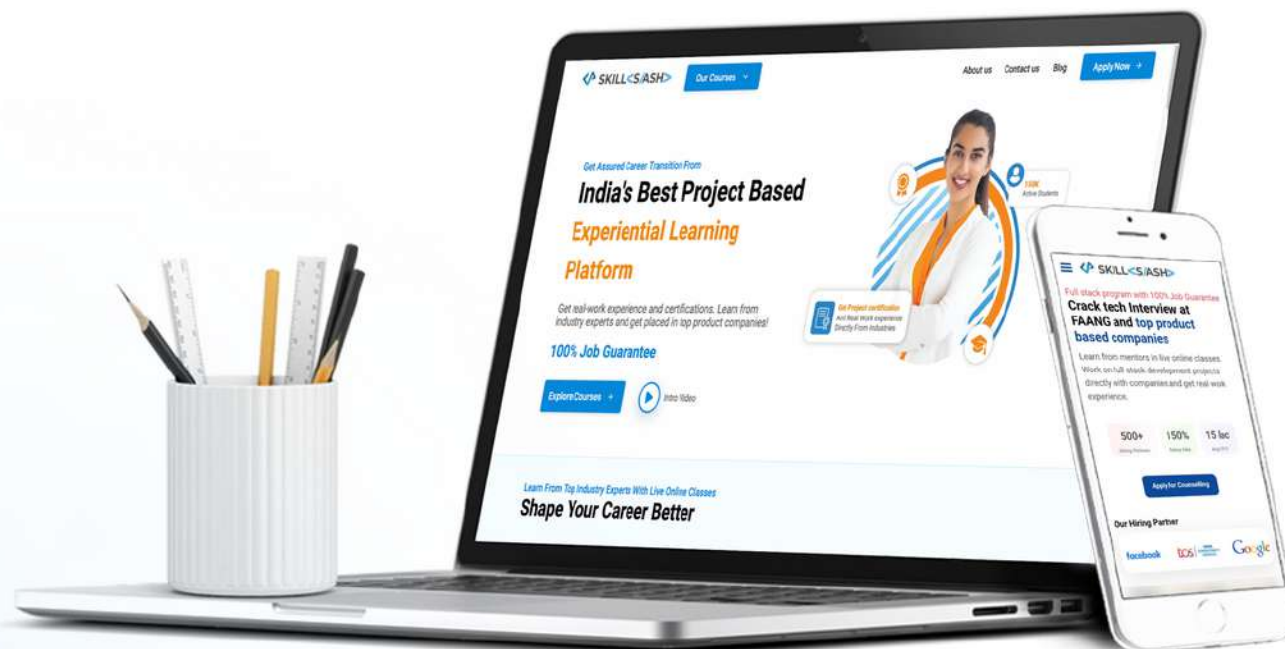 SKILL<S/ASH>
Our Courses
About us
Contact us
Blog
Apply Now →
Get Assured Career Transition From
India's Best Project Based
Experiential Learning
Platform
Get real-work experience and certfications. Learn from
industry experts and get placed in top product companies!
100% Job Guarantee
Explore Courses →
Intro Video
Active Students
Get Project certification
And Real Work experience
Directly From Industries
Learn From Top Industry Experts With Live Online Classes
Shape Your Career Better
SKILL<S/ASH>
Full stack program with 100% Job Guarantee
Crack tech Interview at
FAANG and top product
based companies
Learn from mentors in live online classes.
Work on full stack development projects
directly with companies and get real work
experience.
500+
150%
15 lac
Apply for Counselling
Our Hiring Partner
facebook
Google